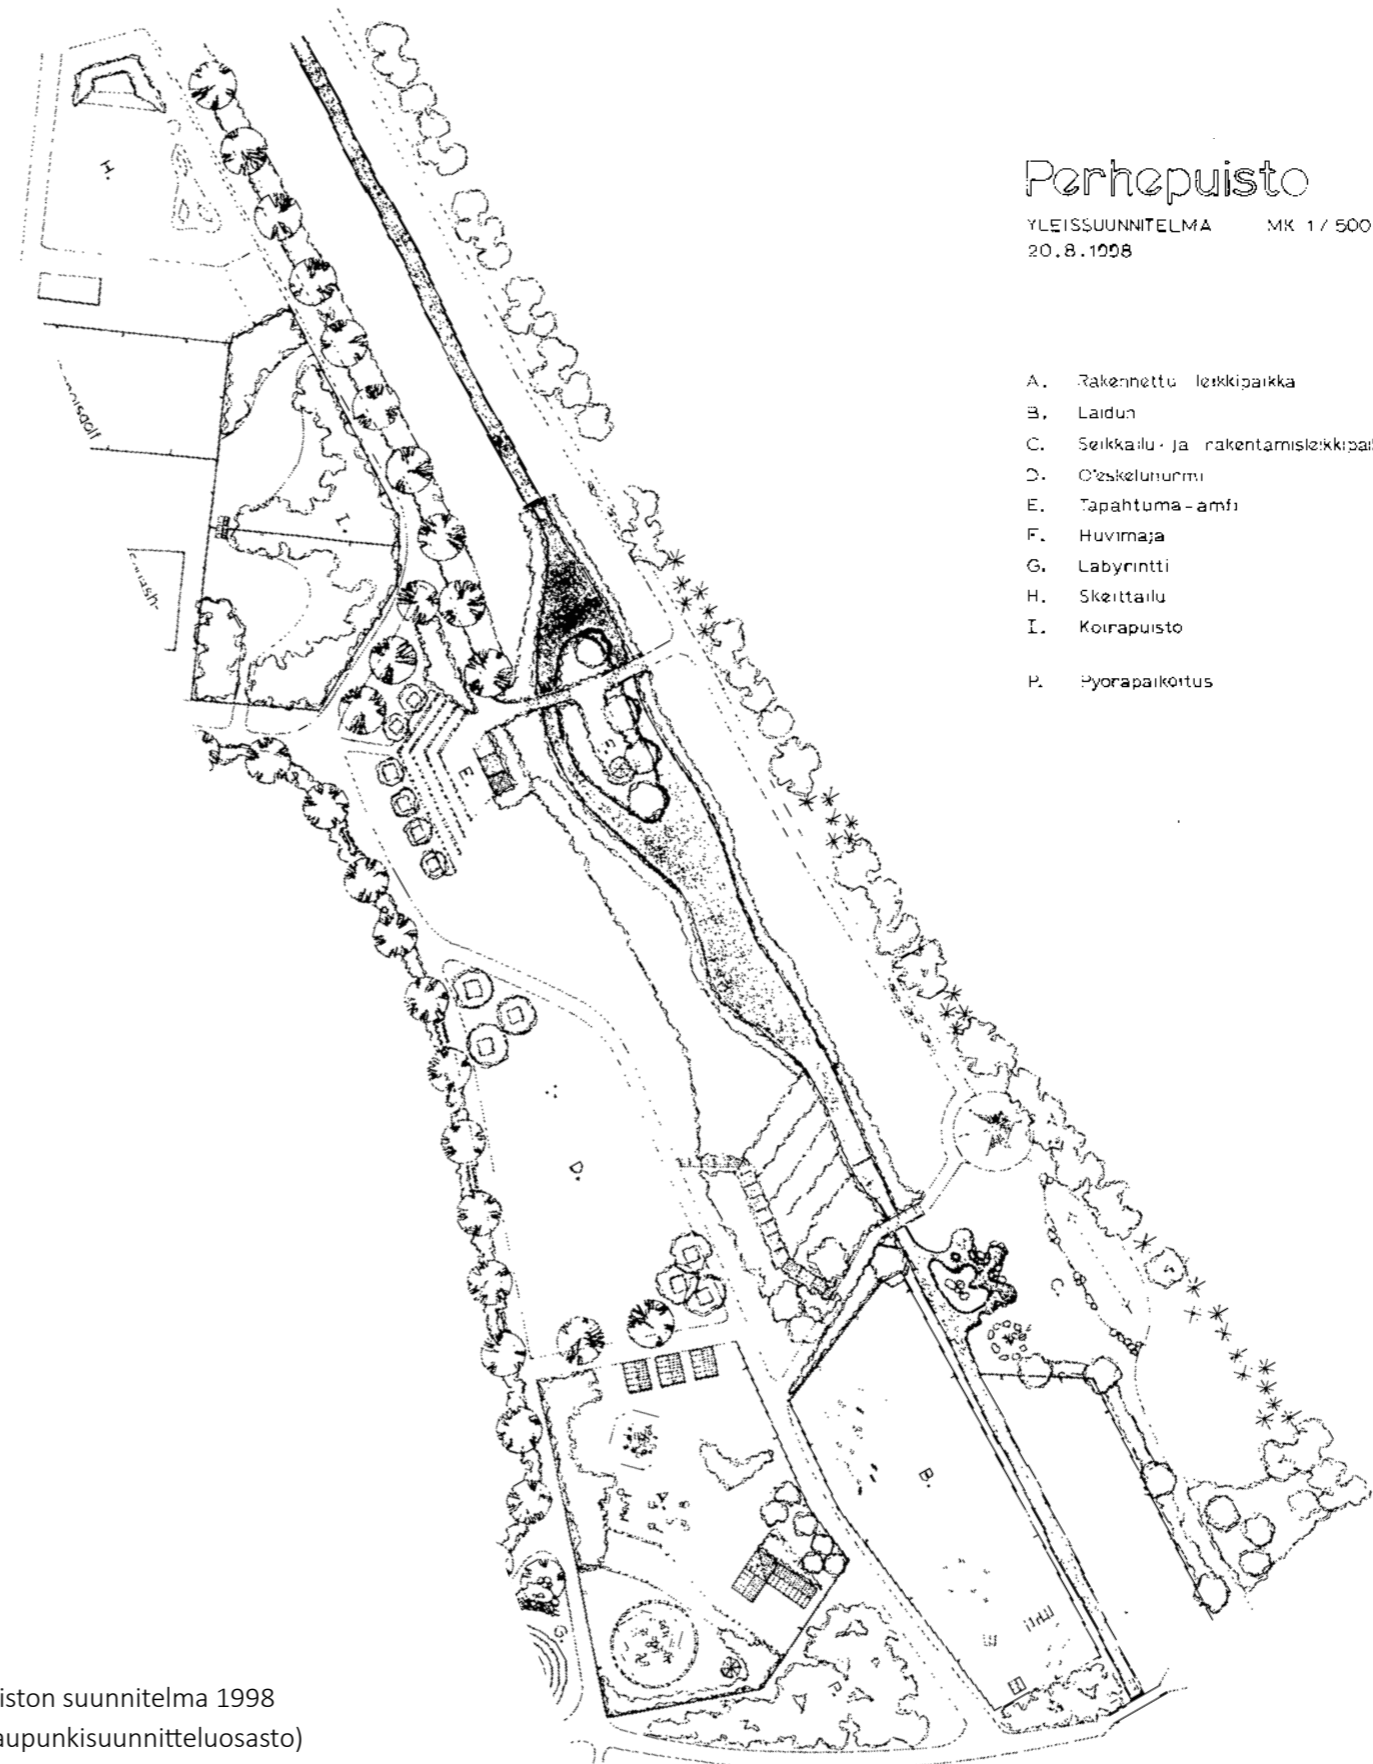 Perhepuisto
YLEISSUUNNITELMA MK 1/500
20.8.1998
A. Rakennettu leikkipaikka
B. Laidun
C. Seikkailu- ja rakentamisleikkipai
D. Oleskelunurmi
E. Tapahtuma-amfi
F. Huvimaja
G. Labyrintti
H. Skeittailu
I. Koirapuisto
P. Pyöräpaikoitus
H.
I.
E.
F.
D.
C.
B.
G.
P.
iston suunnitelma 1998
aupunkisuunnitteluosasto)